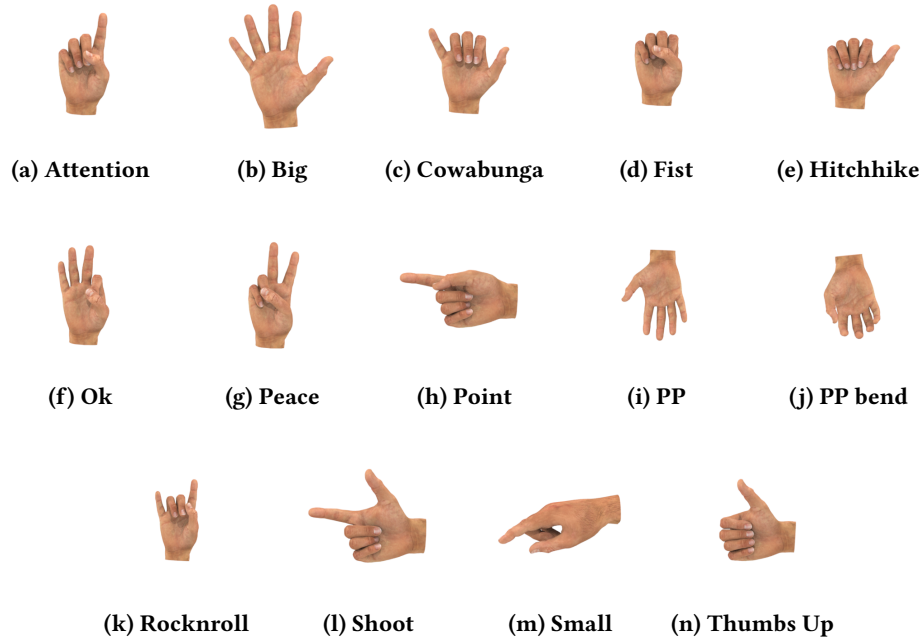 (a) Attention (b) Big (c) Cowabunga (d) Fist (e) Hitchhike
(f) Ok (g) Peace (h) Point (i) PP (j) PP bend
(k) Rocknroll (l) Shoot (m) Small (n) Thumbs Up